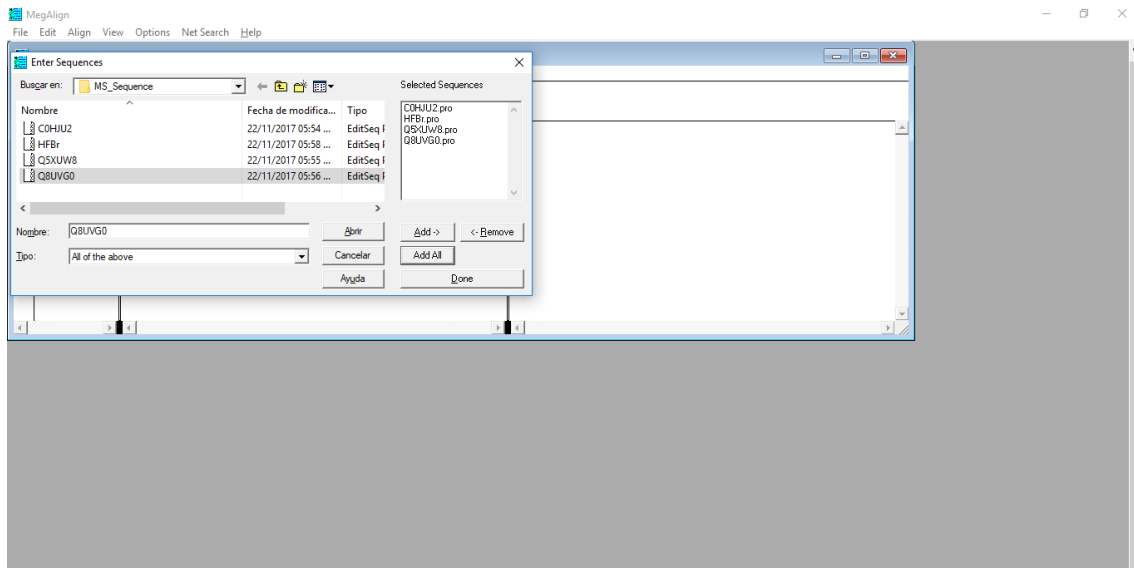 MegAlign
File Edit Align View Options Net Search Help
Enter Sequences
Buscar en: MS_Sequence
Selected Sequences
Nombre Fecha de modifica... Tipo
C0HJU2 22/11/2017 05:54 ... EditSeq F
HFBr 22/11/2017 05:58 ... EditSeq F
Q5XUW8 22/11/2017 05:55 ... EditSeq F
Q8UVG0 22/11/2017 05:56 ... EditSeq F
C0HJU2.pro
HFBr.pro
Q5XUW8.pro
Q8UVG0.pro
Nombre: Q8UVG0 Abrir Add -> <- Remove
Tipo: All of the above Cancelar Add All
Ayuda Done